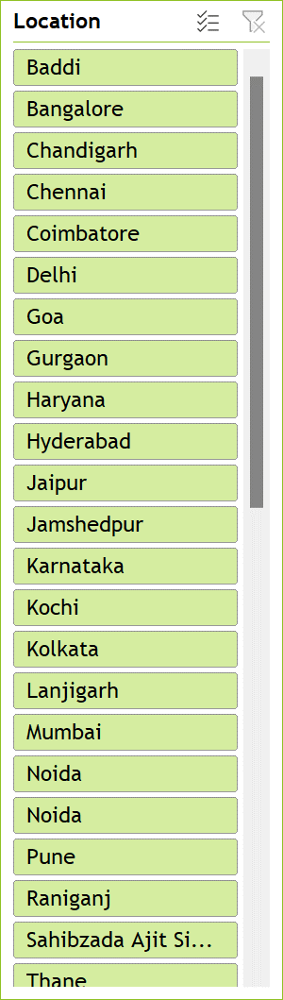 Location
Baddi
Bangalore
Chandigarh
Chennai
Coimbatore
Delhi
Goa
Gurgaon
Haryana
Hyderabad
Jaipur
Jamshedpur
Karnataka
Kochi
Kolkata
Lanjigarh
Mumbai
Noida
Noida
Pune
Raniganj
Sahibzada Ajit Si...
Thane